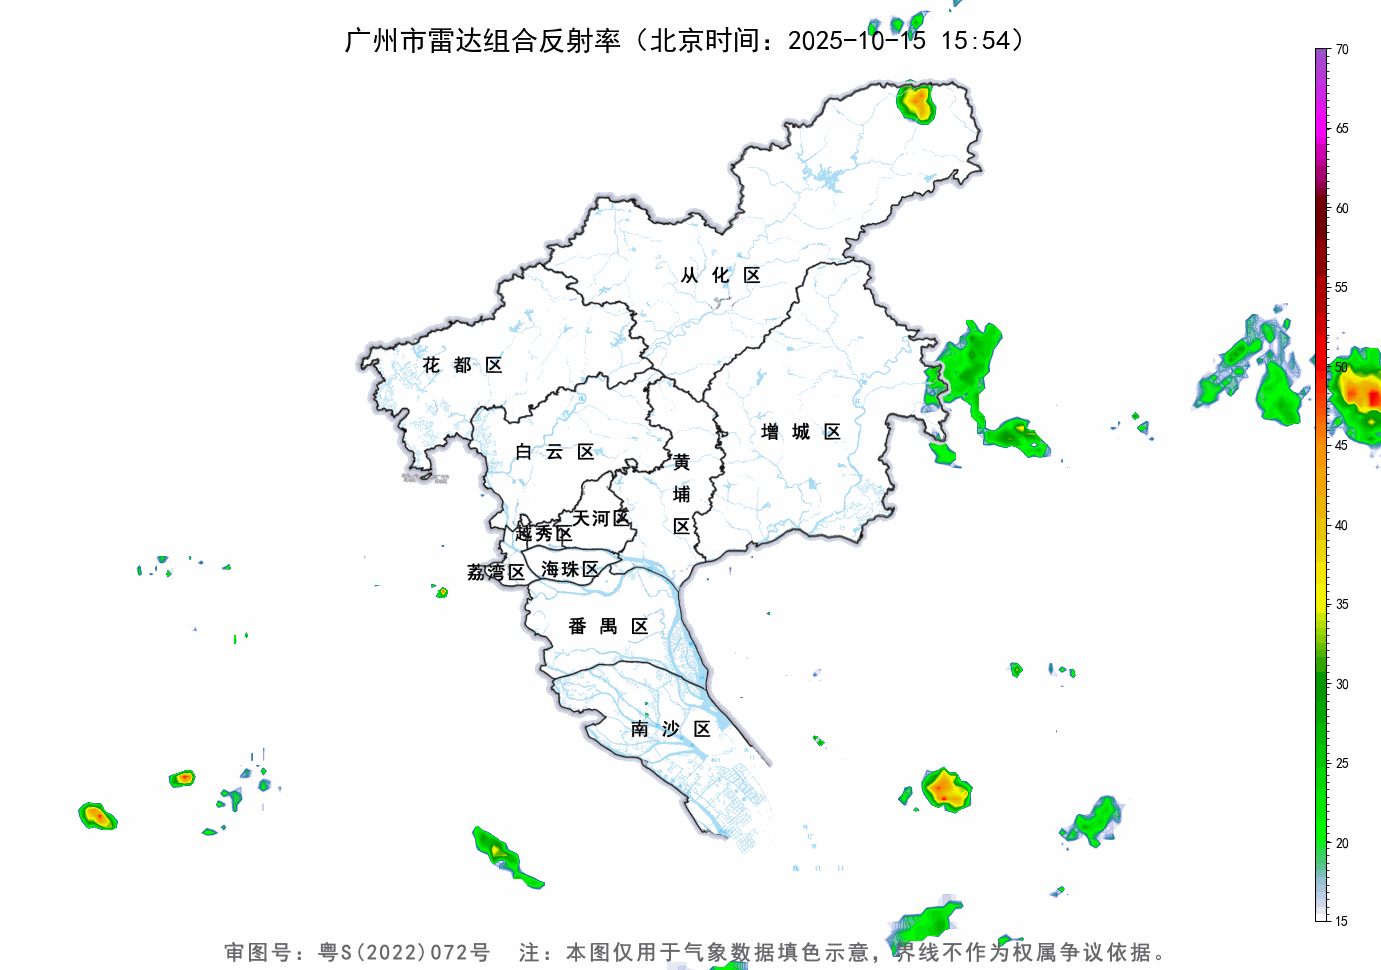 广州市雷达组合反射率（北京时间：2025-10-15 15:54）
70
65
60
55
50
45
40
35
30
25
20
15
从化区
花都区
增城区
白云区
黄埔区
天河区
越秀区
海珠区
荔湾区
番禺区
南沙区
审图号：粤S(2022)072号 注：本图仅用于气象数据填色示意，界线不作为权属争议依据。